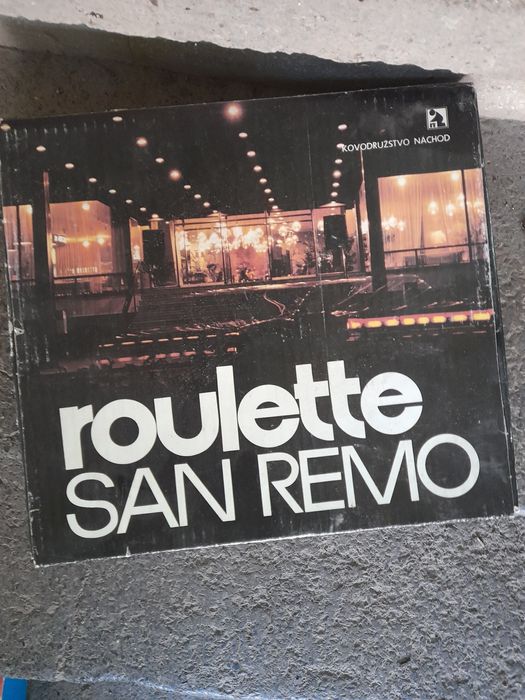 KOVODRUŽSTVO NÁCHOD
roulette
SAN REMO